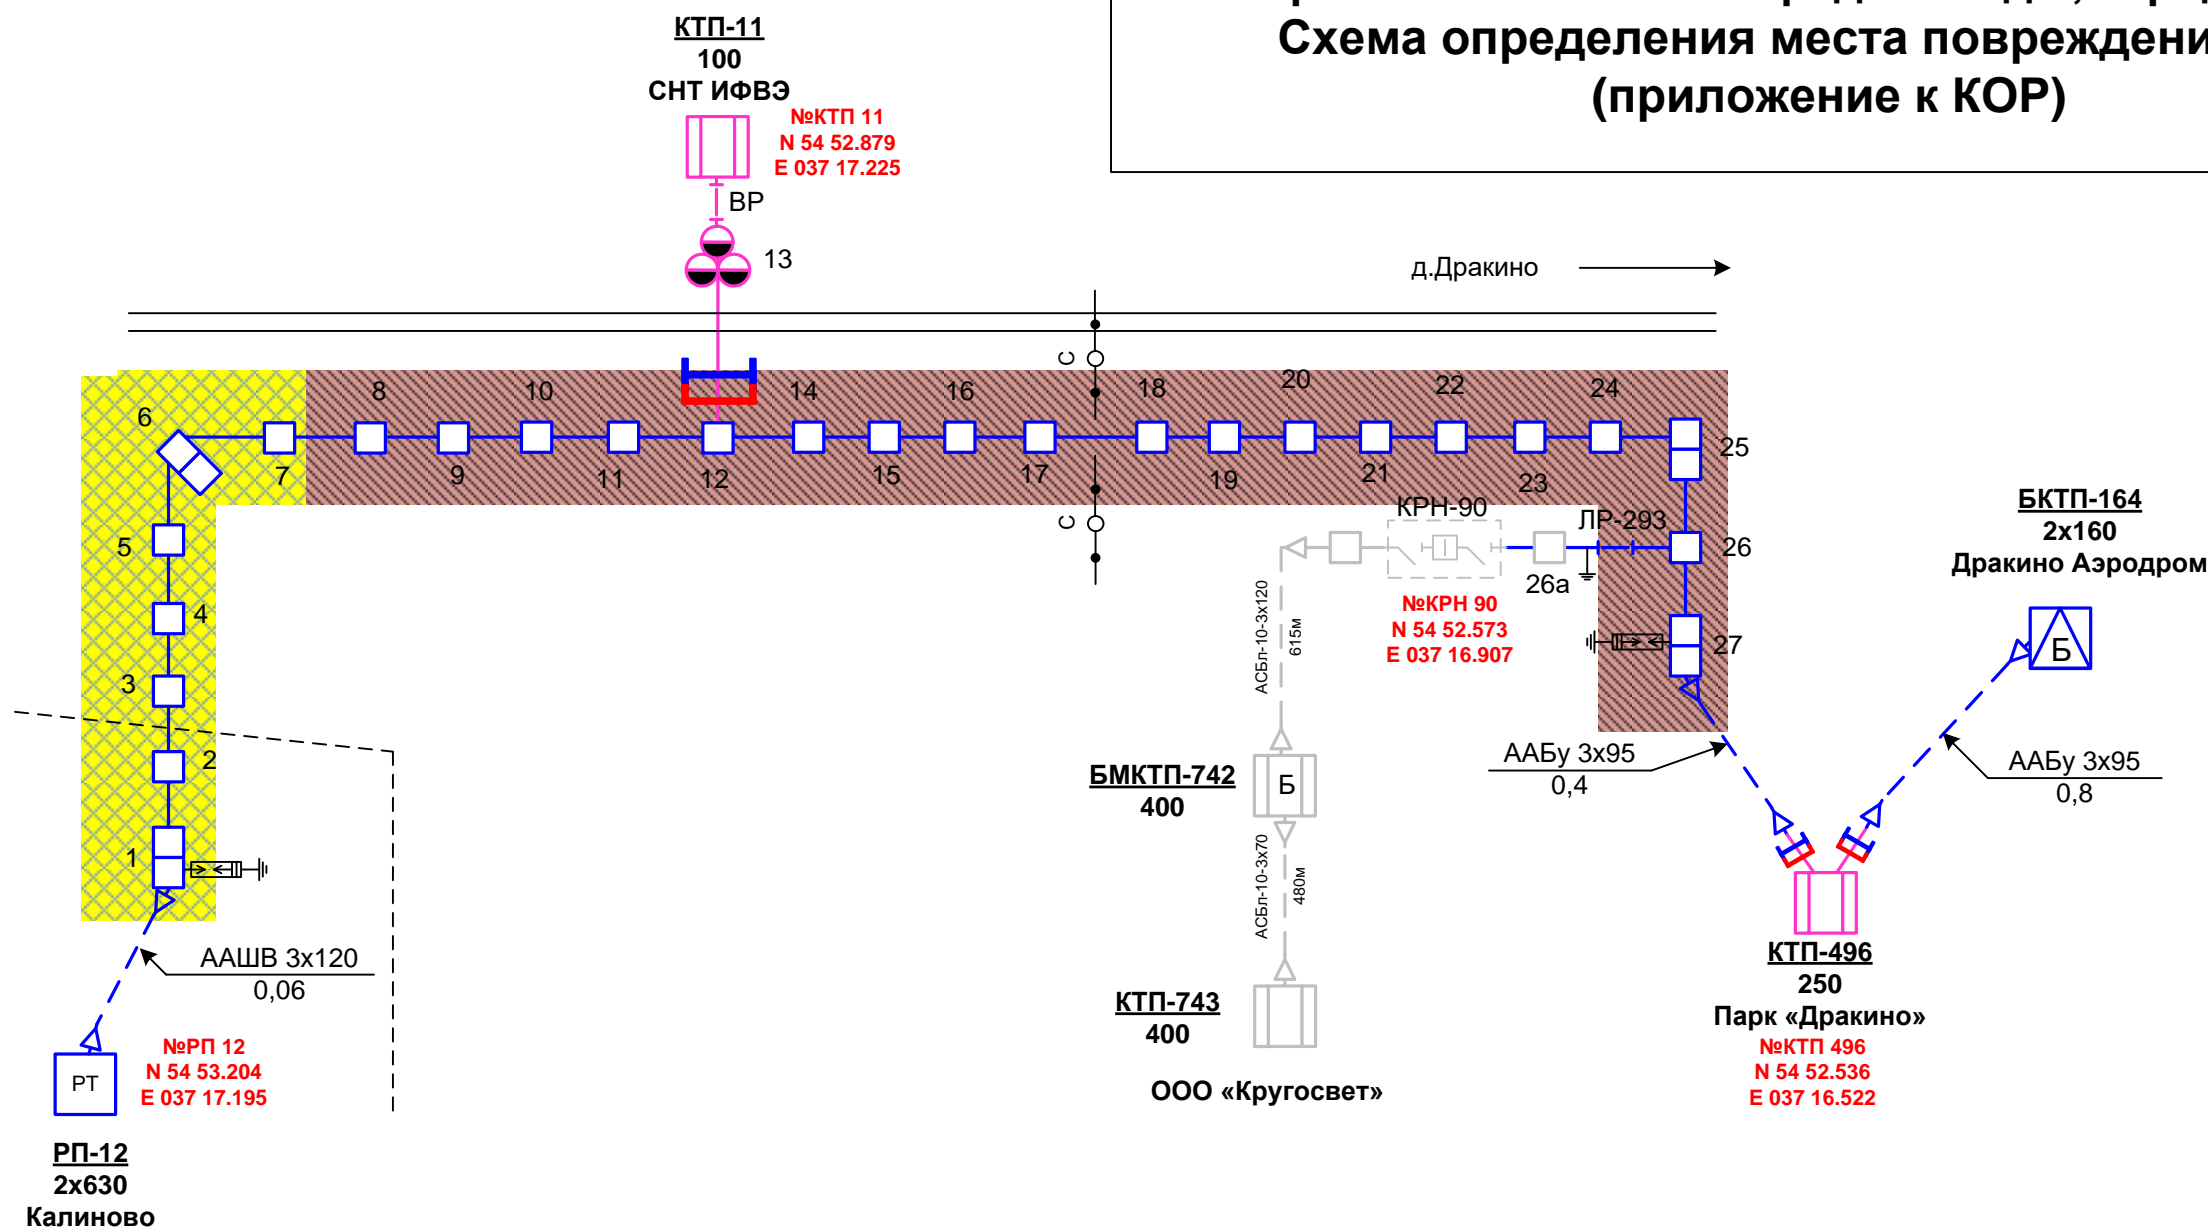 Схема определения места повреждени
(приложение к КОР)
КТП-11
100
СНТ ИФВЭ
№КТП 11
N 54 52.879
E 037 17.225
ВР
13
д.Дракино
С
6
8
10
14
16
18
20
22
24
7
9
11
12
15
17
19
21
23
25
С
КРН-90
ЛР-293
26
26а
5
4
3
2
1
27
№КРН 90
N 54 52.573
E 037 16.907
АСБл-10-3х120
615м
БКТП-164
2х160
Дракино Аэродром
Б
ААБу 3х95
0,4
ААБу 3х95
0,8
БМКТП-742
400
Б
АСБл-10-3х70
480м
КТП-743
400
ООО «Кругосвет»
КТП-496
250
Парк «Дракино»
№КТП 496
N 54 52.536
E 037 16.522
ААШВ 3х120
0,06
РТ
№РП 12
N 54 53.204
E 037 17.195
РП-12
2х630
Калиново